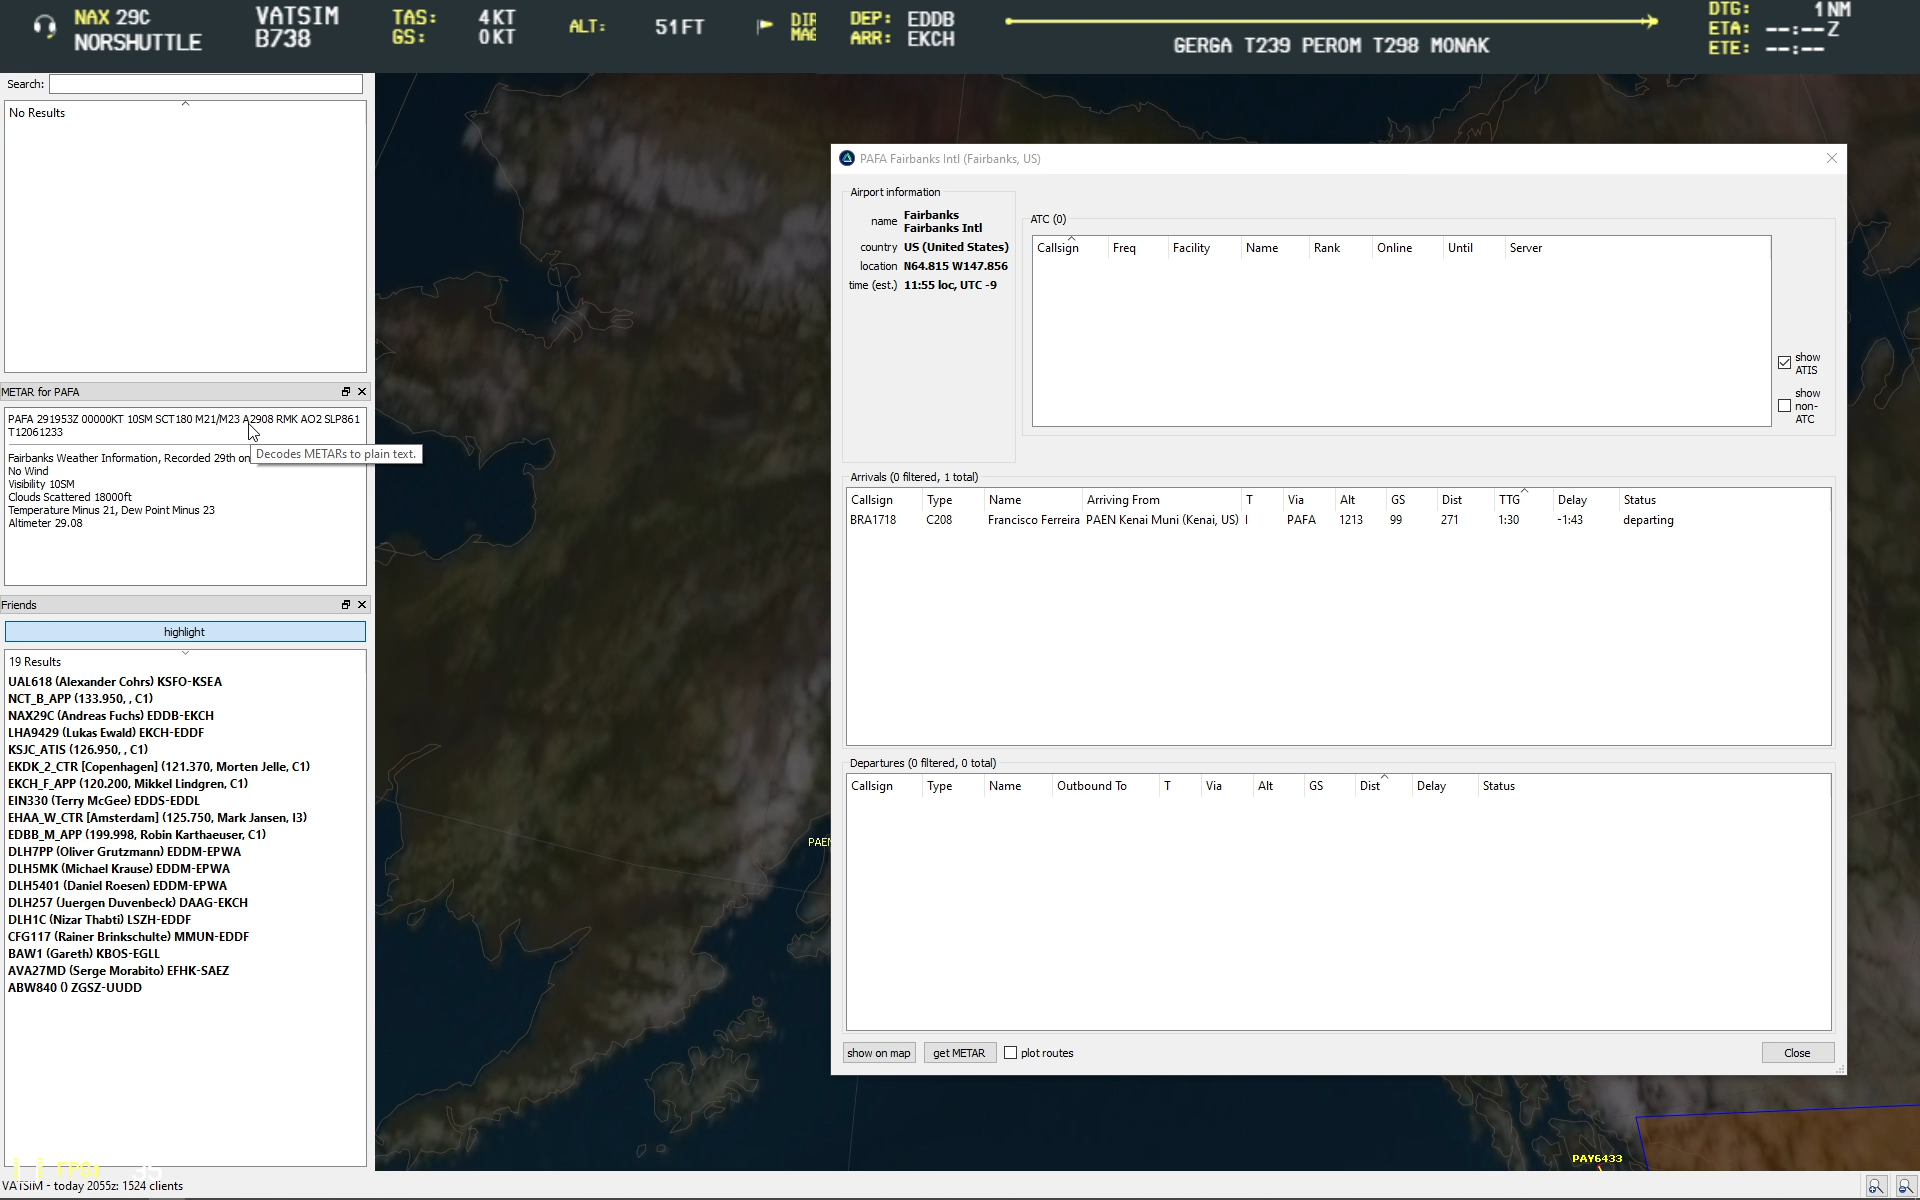 NAX 29C
NORSHUTTLE
VATSIM
B738
TAS: 4 KT
GS: 0 KT
ALT: 51 FT
DIR
MAG
DEP: EDDB
ARR: EKCH
GERGA T239 PEROM T298 MONAK
DTG: 1 NM
ETA: --:--Z
ETE: --:--
Search:
No Results
METAR for PAFA
PAFA 291953Z 00000KT 10SM SCT180 M21/M23 A2908 RMK AO2 SLP861
T12061233
Decodes METARs to plain text.
Fairbanks Weather Information, Recorded 29th on
No Wind
Visibility 10SM
Clouds Scattered 18000ft
Temperature Minus 21, Dew Point Minus 23
Altimeter 29.08
Friends
highlight
19 Results
UAL618 (Alexander Cohrs) KSFO-KSEA
NCT_B_APP (133.950, , C1)
NAX29C (Andreas Fuchs) EDDB-EKCH
LHA9429 (Lukas Ewald) EKCH-EDDF
KSJC_ATIS (126.950, , C1)
EKDK_2_CTR [Copenhagen] (121.370, Morten Jelle, C1)
EKCH_F_APP (120.200, Mikkel Lindgren, C1)
EIN330 (Terry McGee) EDDS-EDDL
EHAA_W_CTR [Amsterdam] (125.750, Mark Jansen, I3)
EDBB_M_APP (199.998, Robin Karthaeuser, C1)
DLH7PP (Oliver Grutzmann) EDDM-EPWA
DLH5MK (Michael Krause) EDDM-EPWA
DLH5401 (Daniel Roesen) EDDM-EPWA
DLH257 (Juergen Duvenbeck) DAAG-EKCH
DLH1C (Nizar Thabti) LSZH-EDDF
CFG117 (Rainer Brinkschulte) MMUN-EDDF
BAW1 (Gareth) KBOS-EGLL
AVA27MD (Serge Morabito) EFHK-SAEZ
ABW840 () ZGSZ-UUDD
FPS: 35
VATSIM - today 2055z: 1524 clients
PAFA Fairbanks Intl (Fairbanks, US)
Airport information
name Fairbanks
Fairbanks Intl
country US (United States)
location N64.815 W147.856
time (est.) 11:55 loc, UTC -9
ATC (0)
Callsign Freq Facility Name Rank Online Until Server
show
ATIS
show
non-
ATC
Arrivals (0 filtered, 1 total)
Callsign Type Name Arriving From T Via Alt GS Dist TTG Delay Status
BRA1718 C208 Francisco Ferreira PAEN Kenai Muni (Kenai, US) I PAFA 1213 99 271 1:30 -1:43 departing
Departures (0 filtered, 0 total)
Callsign Type Name Outbound To T Via Alt GS Dist Delay Status
show on map
get METAR
plot routes
Close
PAEN
PAY6433